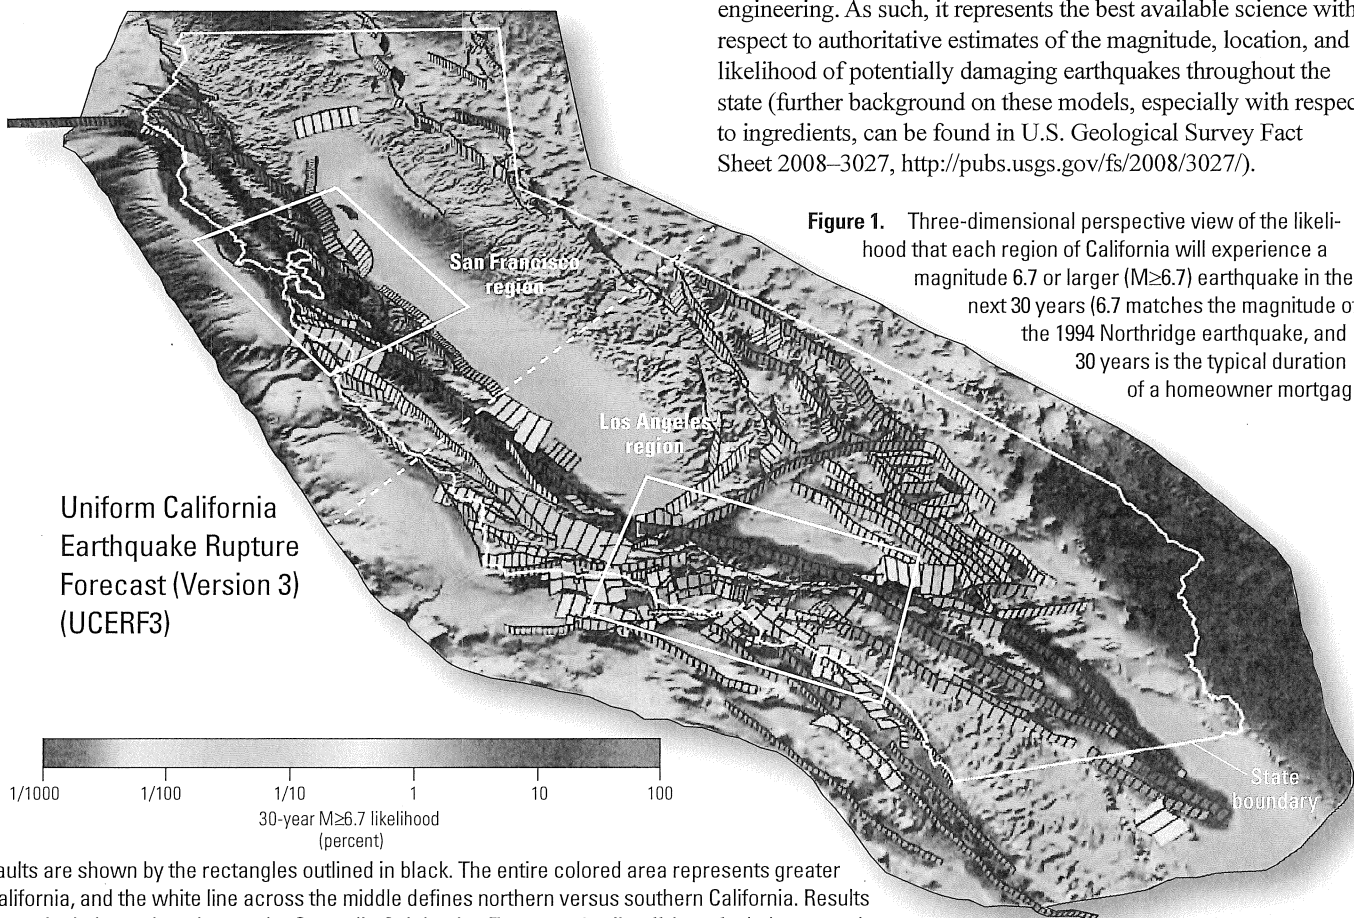 engineering. As such, it represents the best available science with
respect to authoritative estimates of the magnitude, location, and
likelihood of potentially damaging earthquakes throughout the
state (further background on these models, especially with respec
to ingredients, can be found in U.S. Geological Survey Fact
Sheet 2008–3027, http://pubs.usgs.gov/fs/2008/3027/).
Figure 1. Three-dimensional perspective view of the likeli-
hood that each region of California will experience a
magnitude 6.7 or larger (M≥6.7) earthquake in the
next 30 years (6.7 matches the magnitude of
the 1994 Northridge earthquake, and
30 years is the typical duration
of a homeowner mortgag
San Francisco
region
Los Angeles
region
Uniform California
Earthquake Rupture
Forecast (Version 3)
(UCERF3)
State
boundary
1/1000 1/100 1/10 1 10 100
30-year M≥6.7 likelihood
(percent)
aults are shown by the rectangles outlined in black. The entire colored area represents greater
alifornia, and the white line across the middle defines northern versus southern California. Results